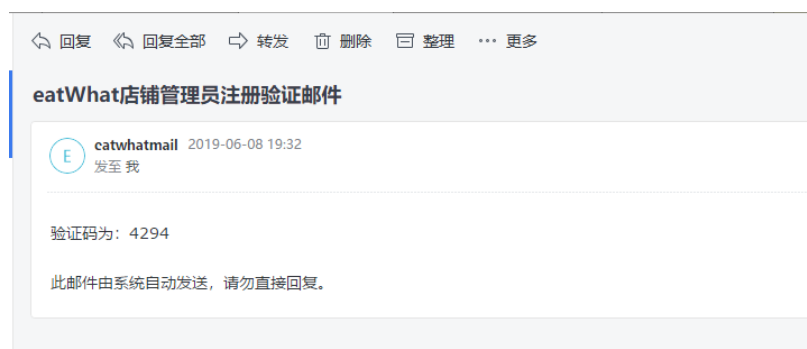 回复 回复全部 转发 删除 整理 ··· 更多
eatWhat店铺管理员注册验证邮件
E
eatwhatmail 2019-06-08 19:32
发至 我
验证码为：4294
此邮件由系统自动发送，请勿直接回复。